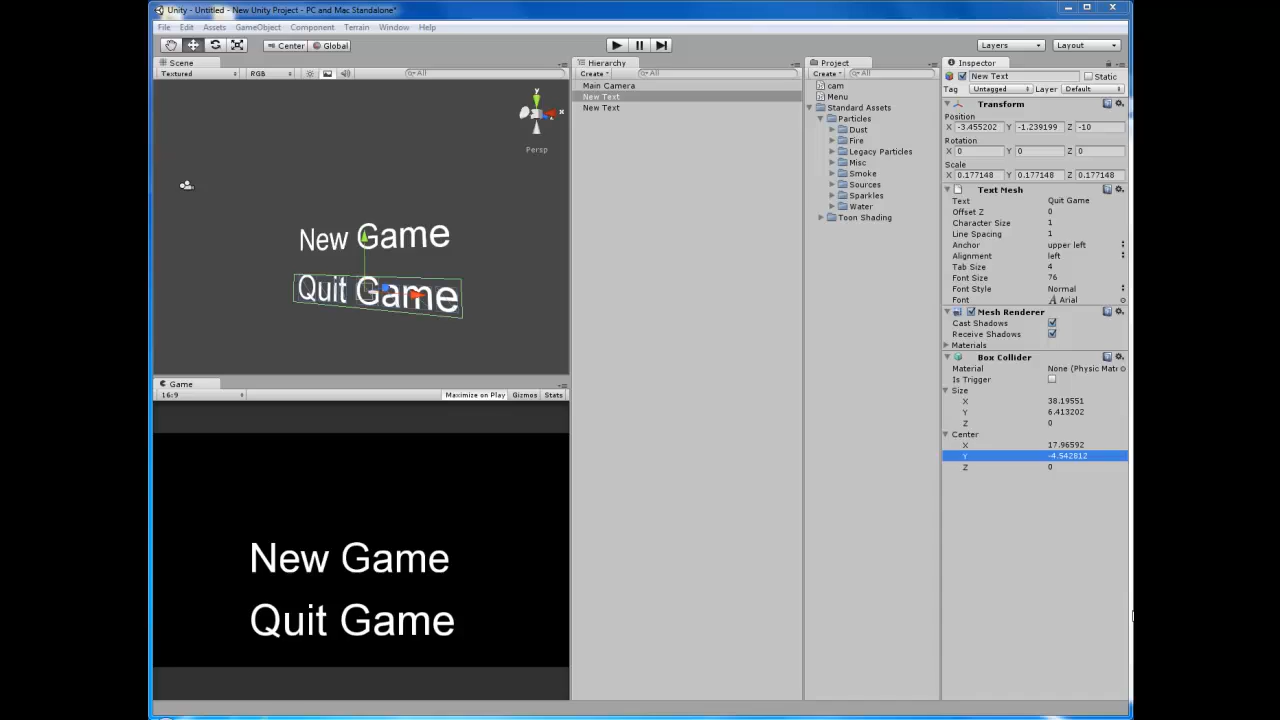 Unity - Untitled - New Unity Project - PC and Mac Standalone*
File Edit Assets GameObject Component Terrain Window Help
Center Global Layers Layout
Scene
Textured RGB All
y
x
Persp
New Game
Quit Game
Game
16:9 Maximize on Play Gizmos Stats
New Game
Quit Game
Hierarchy
Create All
Main Camera
New Text
New Text
Project
Create All
cam
Menu
Standard Assets
Particles
Dust
Fire
Legacy Particles
Misc
Smoke
Sources
Sparkles
Water
Toon Shading
Inspector
New Text Static
Tag Untagged Layer Default
Transform
Position
X -3.455202 Y -1.239199 Z -10
Rotation
X 0 Y 0 Z 0
Scale
X 0.177148 Y 0.177148 Z 0.177148
Text Mesh
Text Quit Game
Offset Z 0
Character Size 1
Line Spacing 1
Anchor upper left
Alignment left
Tab Size 4
Font Size 76
Font Style Normal
Font A Arial
Mesh Renderer
Cast Shadows
Receive Shadows
Materials
Box Collider
Material None (Physic Mat
Is Trigger
Size
X 38.19551
Y 6.413202
Z 0
Center
X 17.96592
Y -4.542812
Z 0